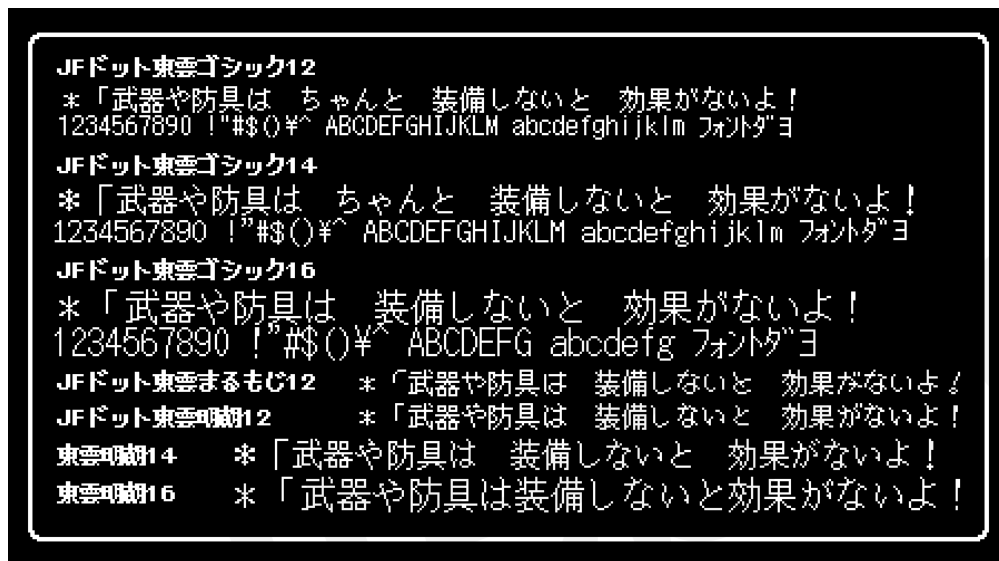 JFドット東雲ゴシック12
*「武器や防具は　ちゃんと　装備しないと　効果がないよ!
1234567890 !"#$()¥^ ABCDEFGHIJKLM abcdefghijklm ﾌｫﾝﾄﾀﾞﾖ
JFドット東雲ゴシック14
*「武器や防具は　ちゃんと　装備しないと　効果がないよ!
1234567890 !"#$()¥^ ABCDEFGHIJKLM abcdefghijklm ﾌｫﾝﾄﾀﾞﾖ
JFドット東雲ゴシック16
*「武器や防具は　装備しないと　効果がないよ!
1234567890 !"#$()¥^ ABCDEFG abcdefg ﾌｫﾝﾄﾀﾞﾖ
JFドット東雲まるもじ12　*「武器や防具は　装備しないと　効果がないよ!
JFドット東雲明朝12　*「武器や防具は　装備しないと　効果がないよ!
東雲明朝14　*「武器や防具は　装備しないと　効果がないよ!
東雲明朝16　*「武器や防具は装備しないと効果がないよ!